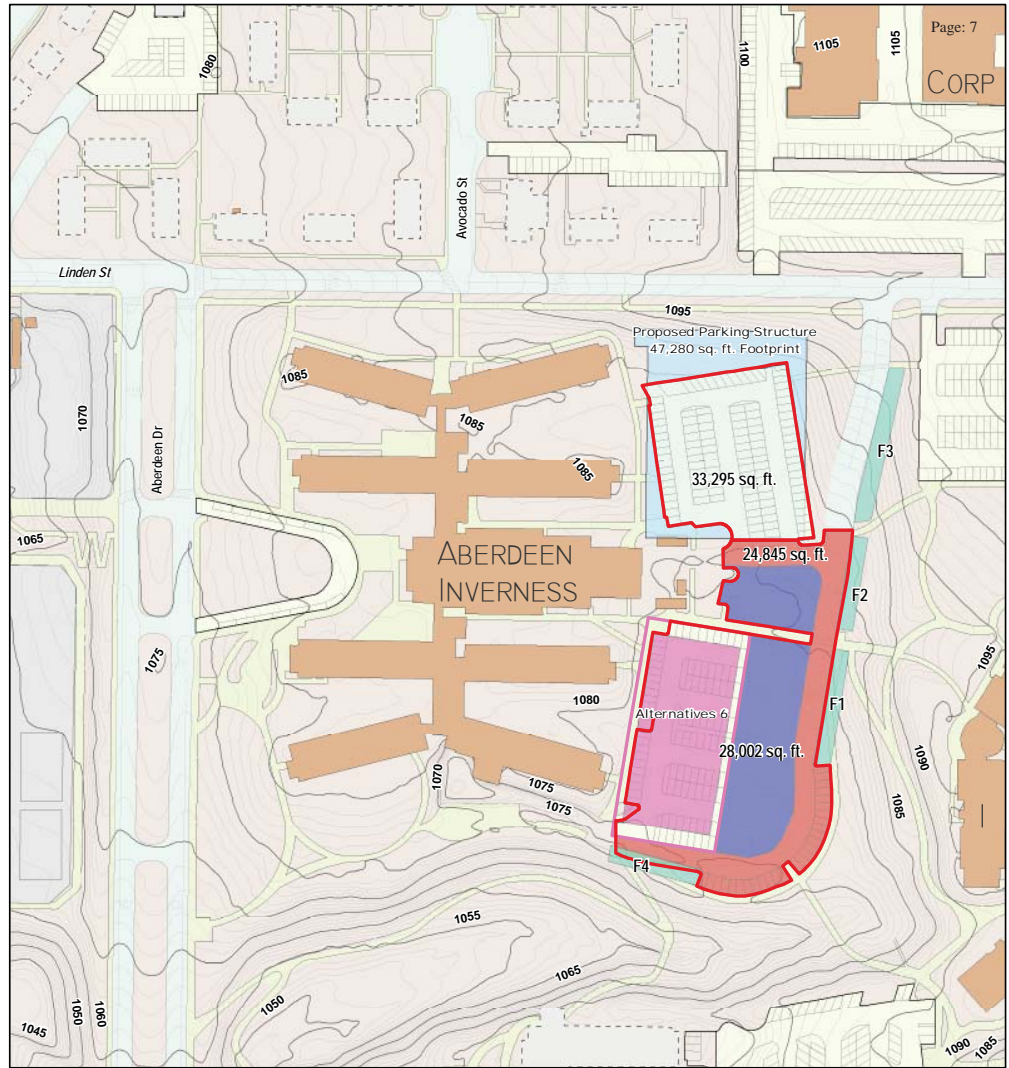 Page: 7
1105
1105
1100
1080
CORP
Avocado St
Linden St
1095
Proposed Parking Structure
47,280 sq. ft. Footprint
1085
1070
1085
Aberdeen Dr
1085
F3
33,295 sq. ft.
1065
ABERDEEN
INVERNESS
24,845 sq. ft.
F2
1075
1095
1080
F1
Alternatives 6
28,002 sq. ft.
1090
1070
1075
1075
1085
F4
1055
1065
1050
1050
1060
1045
1090
1085